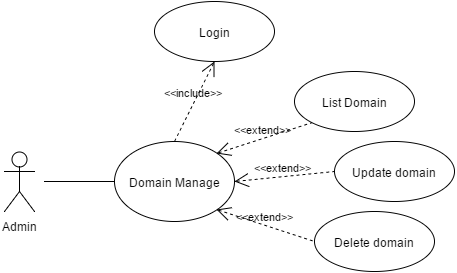 Login
<<include>>
List Domain
<<extend>>
<<extend>>
Update domain
Domain Manage
<<extend>>
Admin
Delete domain